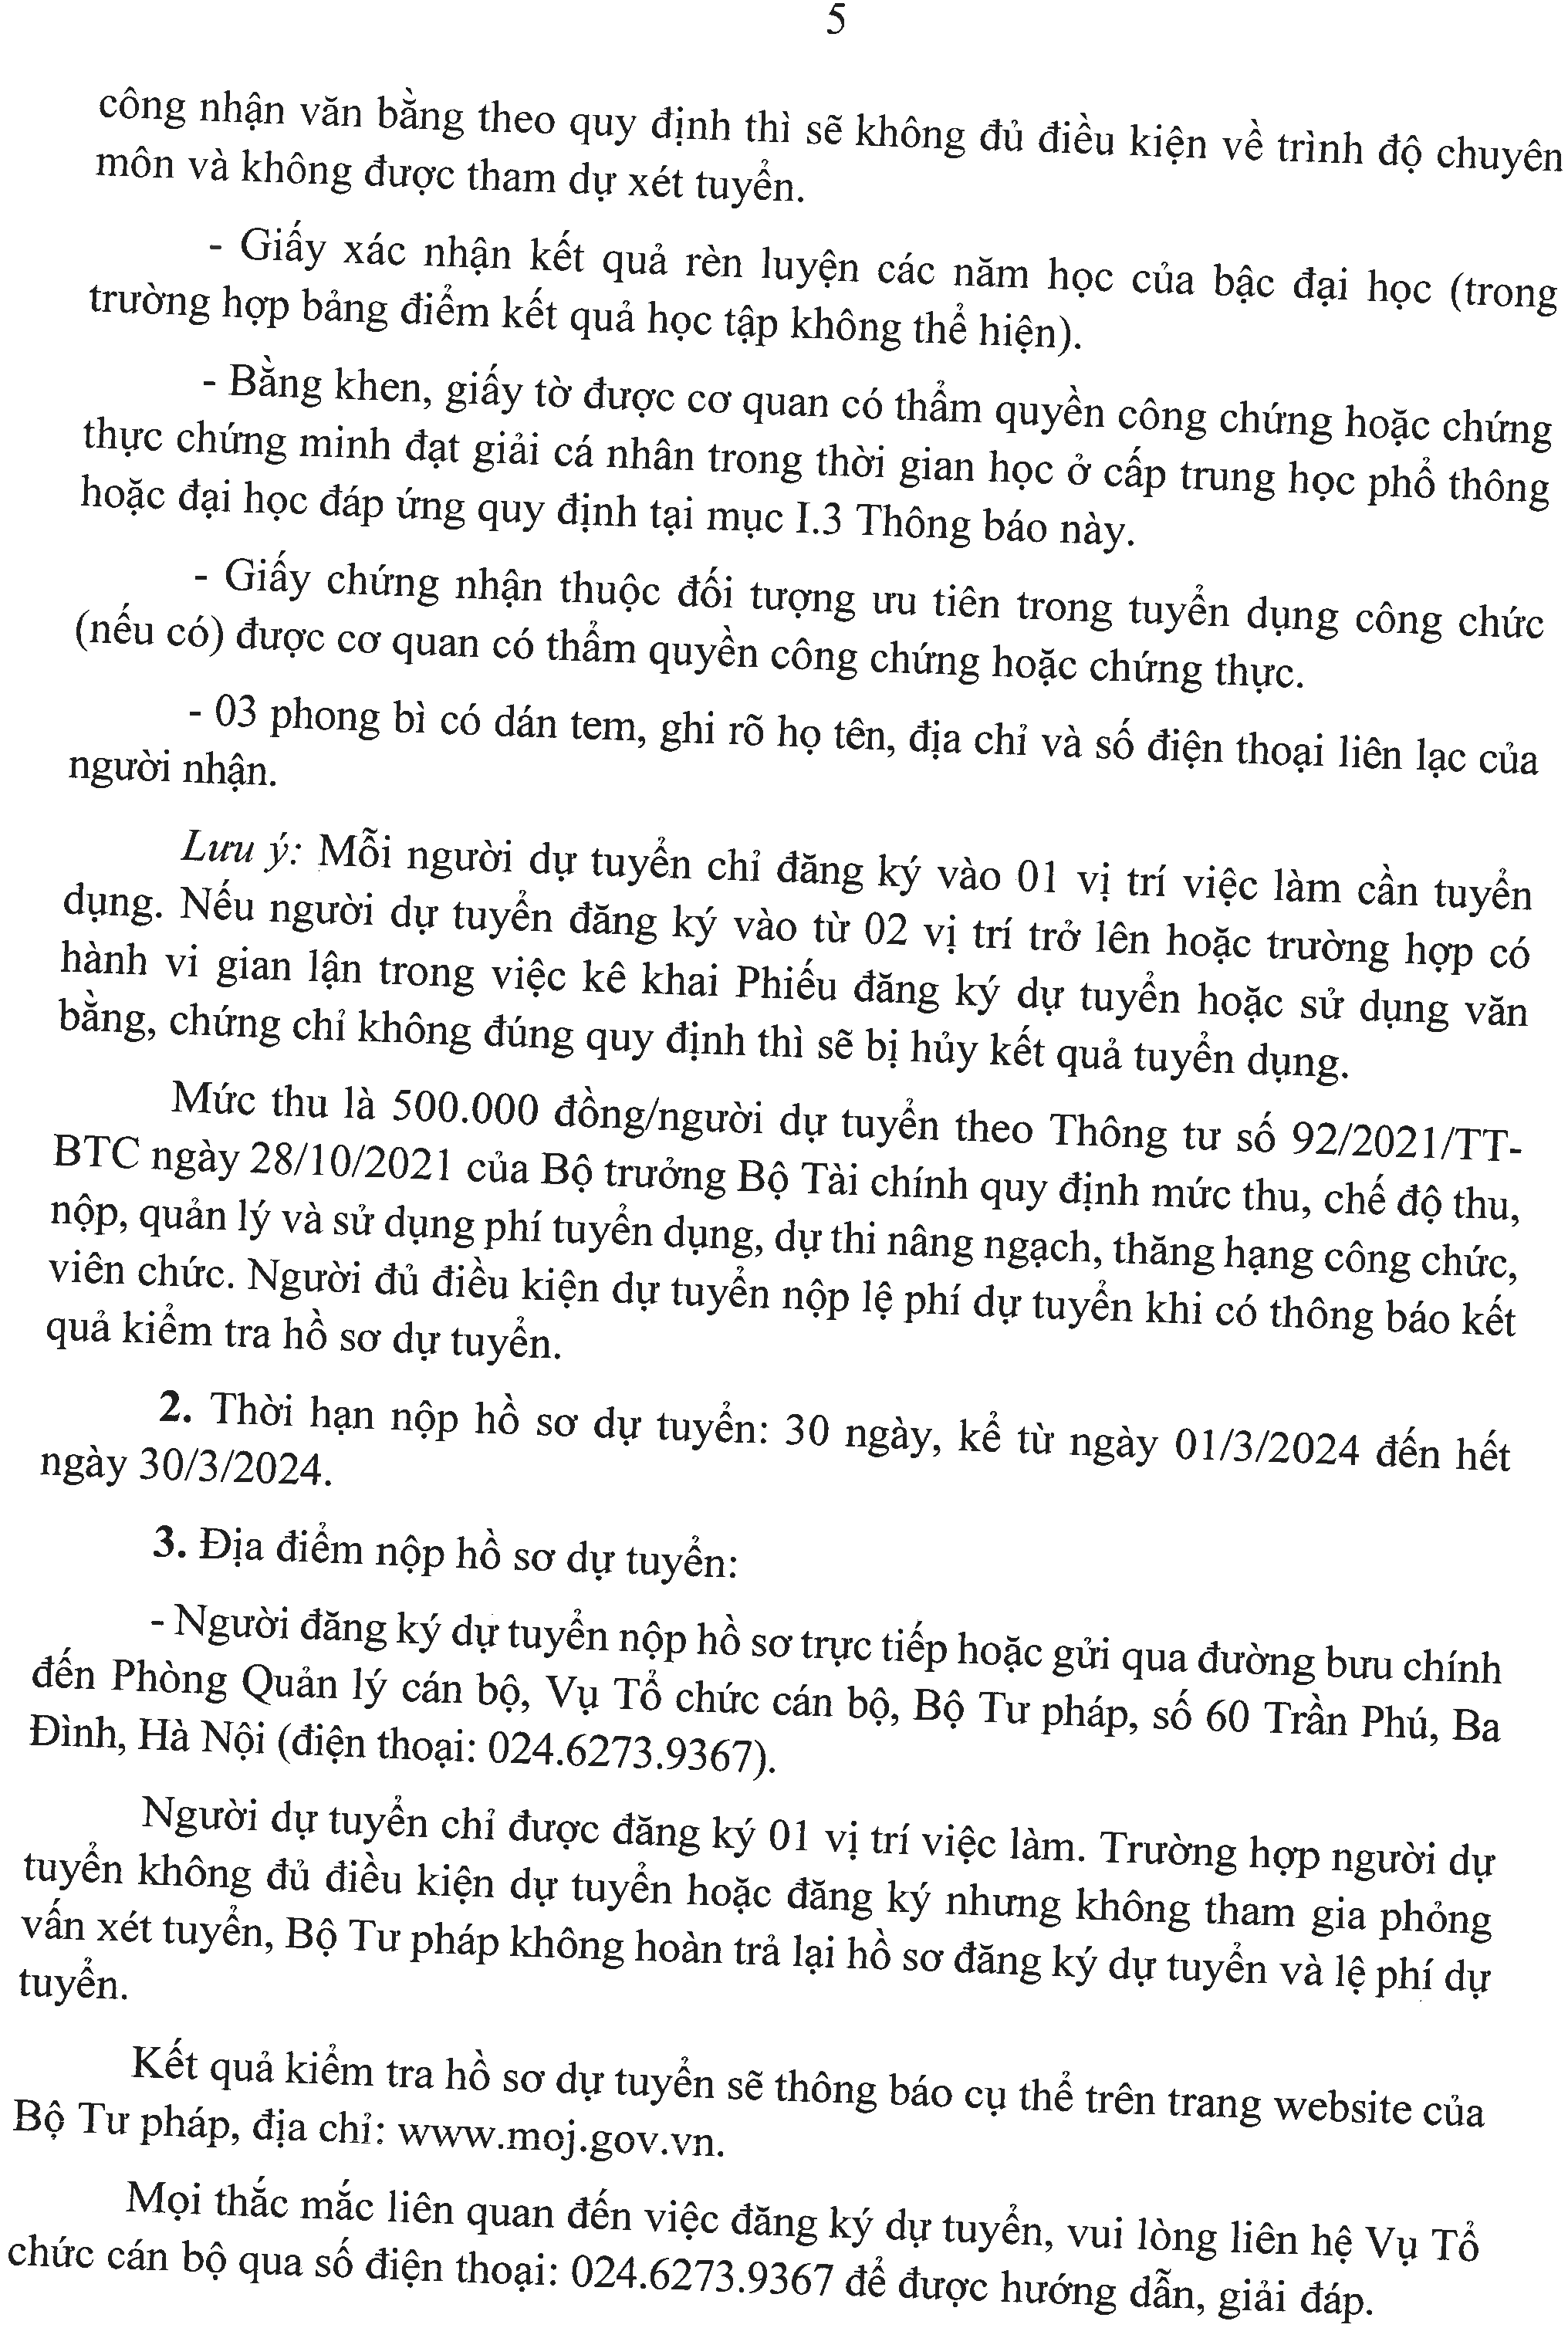 5
công nhận văn bằng theo quy định thì sẽ không đủ điều kiện về trình độ chuyên
môn và không được tham dự xét tuyển.
- Giấy xác nhận kết quả rèn luyện các năm học của bậc đại học (trong
trường hợp bảng điểm kết quả học tập không thể hiện).
- Bằng khen, giấy tờ được cơ quan có thẩm quyền công chứng hoặc chứng
thực chứng minh đạt giải cá nhân trong thời gian học ở cấp trung học phổ thông
hoặc đại học đáp ứng quy định tại mục I.3 Thông báo này.
- Giấy chứng nhận thuộc đối tượng ưu tiên trong tuyển dụng công chức
(nếu có) được cơ quan có thẩm quyền công chứng hoặc chứng thực.
- 03 phong bì có dán tem, ghi rõ họ tên, địa chỉ và số điện thoại liên lạc của
người nhận.
Lưu ý: Mỗi người dự tuyển chỉ đăng ký vào 01 vị trí việc làm cần tuyển
dụng. Nếu người dự tuyển đăng ký vào từ 02 vị trí trở lên hoặc trường hợp có
hành vi gian lận trong việc kê khai Phiếu đăng ký dự tuyển hoặc sử dụng văn
bằng, chứng chỉ không đúng quy định thì sẽ bị hủy kết quả tuyển dụng.
Mức thu là 500.000 đồng/người dự tuyển theo Thông tư số 92/2021/TT-
BTC ngày 28/10/2021 của Bộ trưởng Bộ Tài chính quy định mức thu, chế độ thu,
nộp, quản lý và sử dụng phí tuyển dụng, dự thi nâng ngạch, thăng hạng công chức,
viên chức. Người đủ điều kiện dự tuyển nộp lệ phí dự tuyển khi có thông báo kết
quả kiểm tra hồ sơ dự tuyển.
2. Thời hạn nộp hồ sơ dự tuyển: 30 ngày, kể từ ngày 01/3/2024 đến hết
ngày 30/3/2024.
3. Địa điểm nộp hồ sơ dự tuyển:
- Người đăng ký dự tuyển nộp hồ sơ trực tiếp hoặc gửi qua đường bưu chính
đến Phòng Quản lý cán bộ, Vụ Tổ chức cán bộ, Bộ Tư pháp, số 60 Trần Phú, Ba
Đình, Hà Nội (điện thoại: 024.6273.9367).
Người dự tuyển chỉ được đăng ký 01 vị trí việc làm. Trường hợp người dự
tuyển không đủ điều kiện dự tuyển hoặc đăng ký nhưng không tham gia phỏng
vấn xét tuyển, Bộ Tư pháp không hoàn trả lại hồ sơ đăng ký dự tuyển và lệ phí dự
tuyển.
Kết quả kiểm tra hồ sơ dự tuyển sẽ thông báo cụ thể trên trang website của
Bộ Tư pháp, địa chỉ: www.moj.gov.vn.
Mọi thắc mắc liên quan đến việc đăng ký dự tuyển, vui lòng liên hệ Vụ Tổ
chức cán bộ qua số điện thoại: 024.6273.9367 để được hướng dẫn, giải đáp.